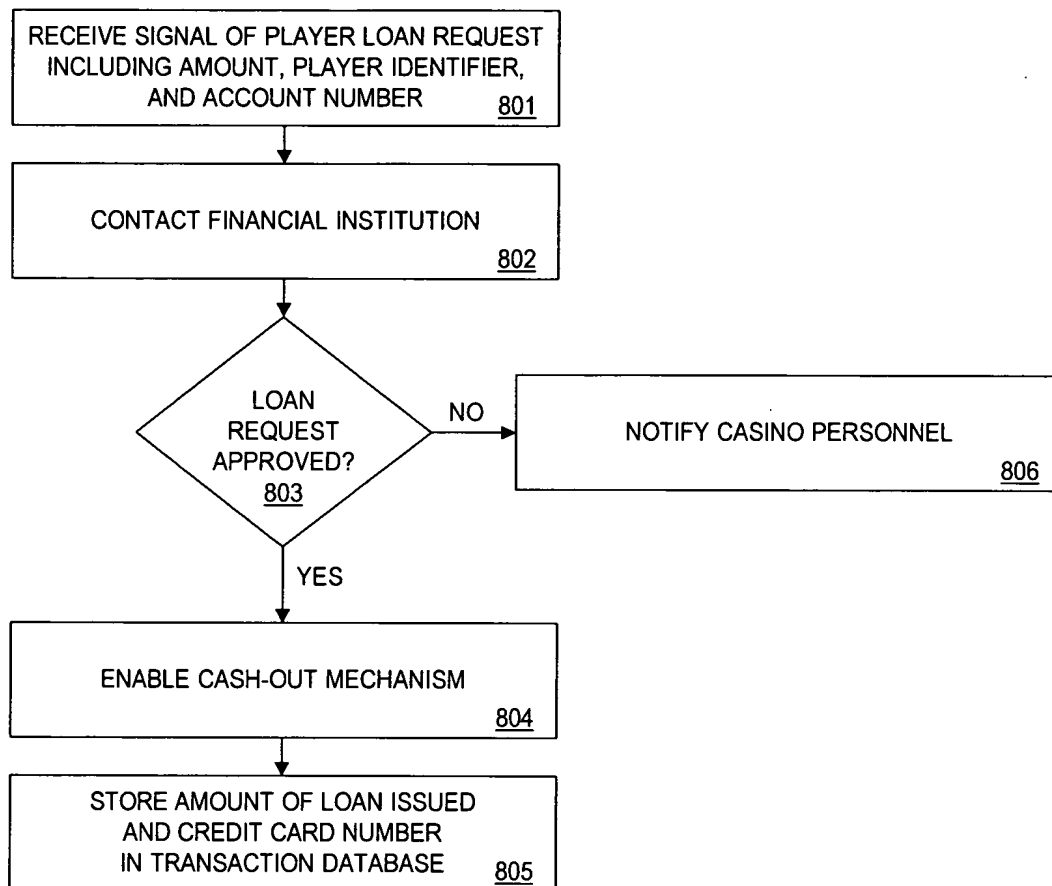 RECEIVE SIGNAL OF PLAYER LOAN REQUEST
INCLUDING AMOUNT, PLAYER IDENTIFIER,
AND ACCOUNT NUMBER
801
CONTACT FINANCIAL INSTITUTION
802
LOAN
REQUEST
APPROVED?
803
NO
NOTIFY CASINO PERSONNEL
806
YES
ENABLE CASH-OUT MECHANISM
804
STORE AMOUNT OF LOAN ISSUED
AND CREDIT CARD NUMBER
IN TRANSACTION DATABASE
805